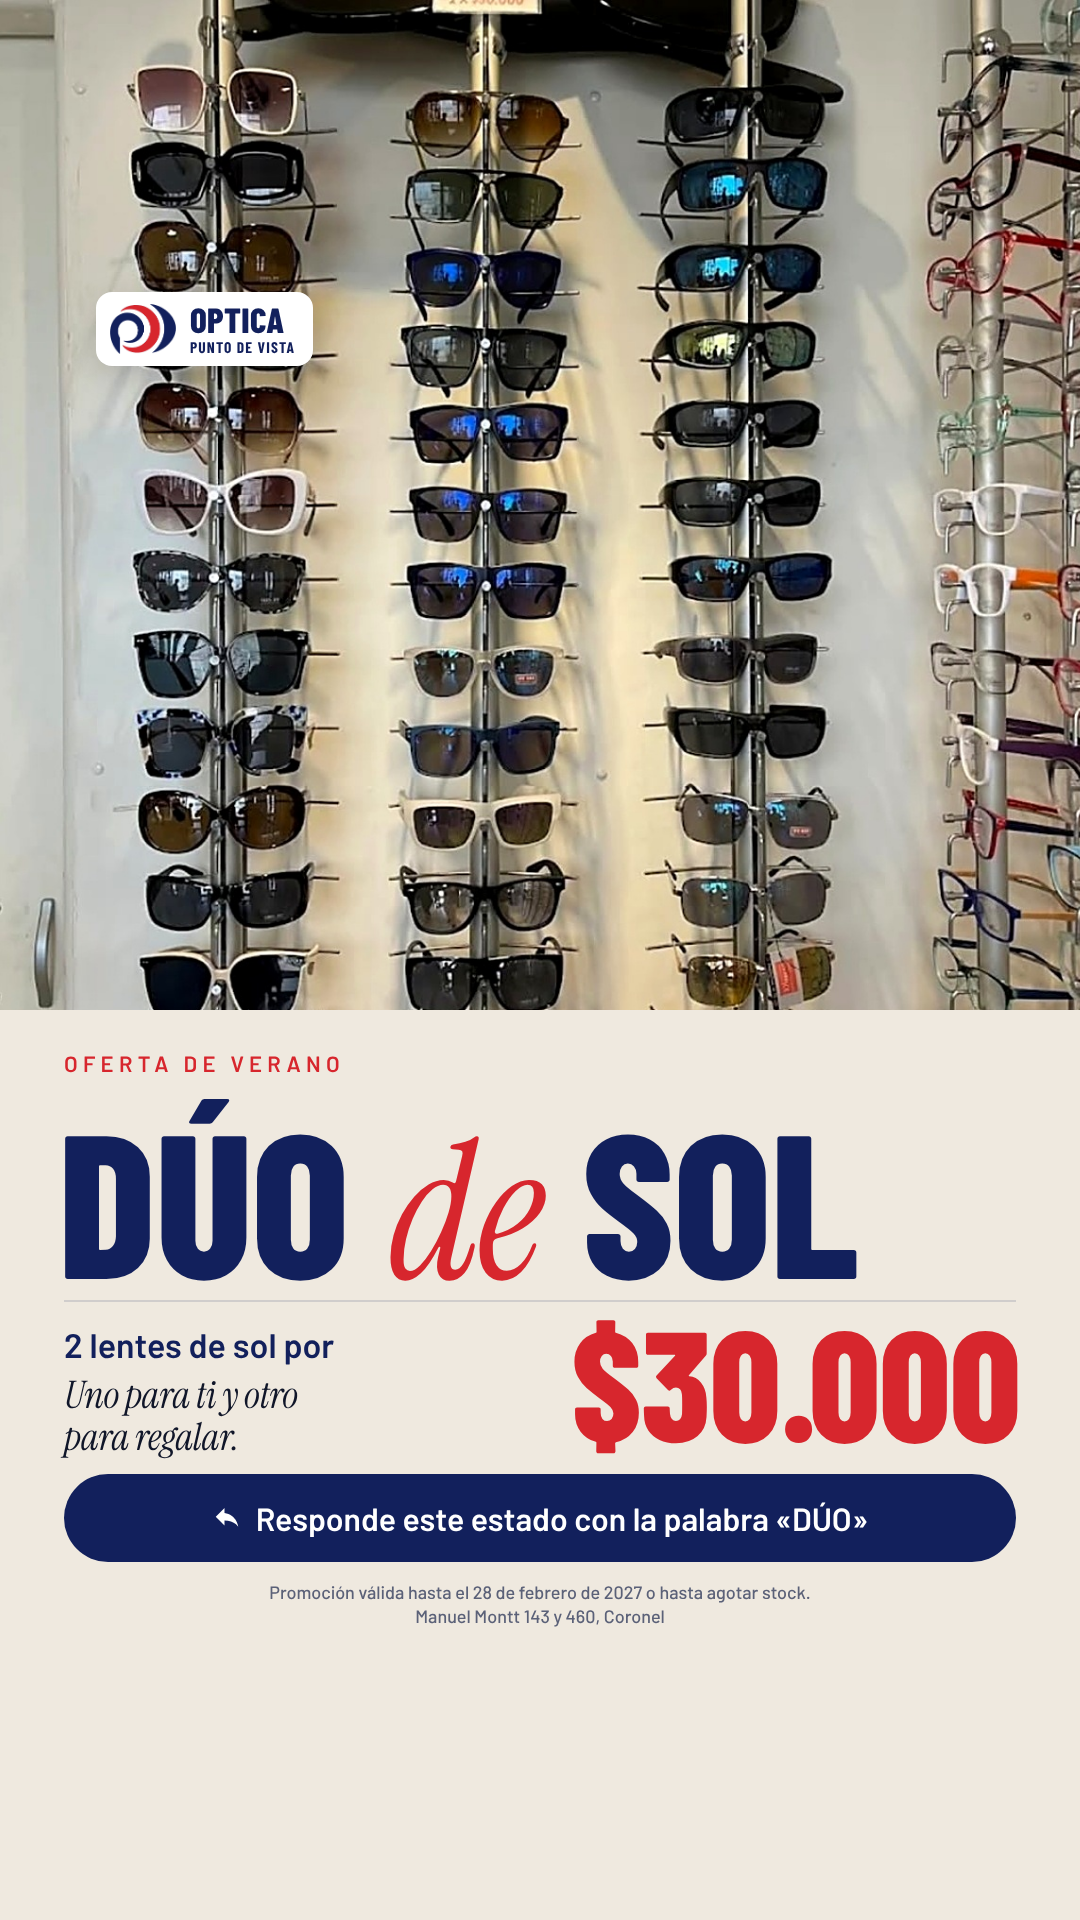 OPTICA
PUNTO DE VISTA
OFERTA DE VERANO
DÚO de SOL
2 lentes de sol por
$30.000
Uno para ti y otro
para regalar.
Responde este estado con la palabra «DÚO»
Promoción válida hasta el 28 de febrero de 2027 o hasta agotar stock.
Manuel Montt 143 y 460, Coronel